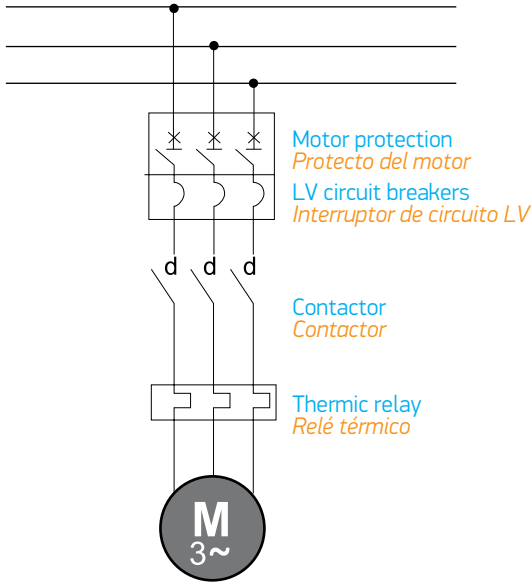 Motor protection
Protecto del motor
LV circuit breakers
Interruptor de circuito LV
d d d
Contactor
Contactor
Thermic relay
Relé térmico
M
3~